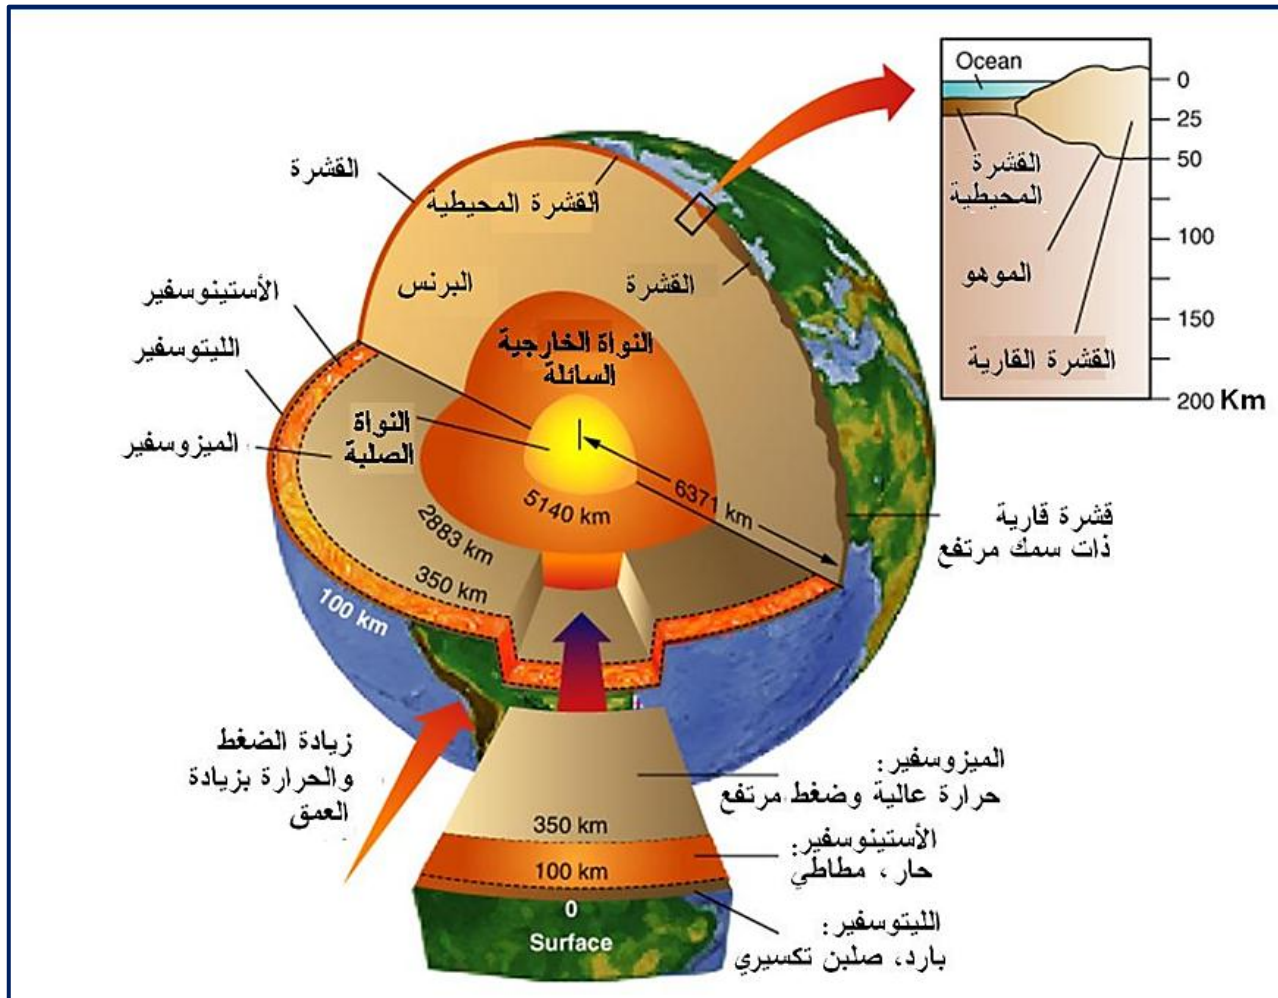 Ocean
0
25
50
100
150
200 Km
القشرة
المحيطية
الموهو
القشرة القارية
القشرة
القشرة المحيطية
البرنس
القشرة
الأستينوسفير
الليتوسفير
الميزوسفير
النواة الخارجية
السائلة
النواة
الصلبة
6371 km
5140 km
2883 km
350 km
100 km
قشرة قارية
ذات سمك مرتفع
زيادة الضغط
والحرارة بزيادة
العمق
350 km
100 km
0
Surface
الميزوسفير:
حرارة عالية وضغط مرتفع
الأستينوسفير:
حار، مطاطي
الليتوسفير:
بارد، صلبن تكسيري